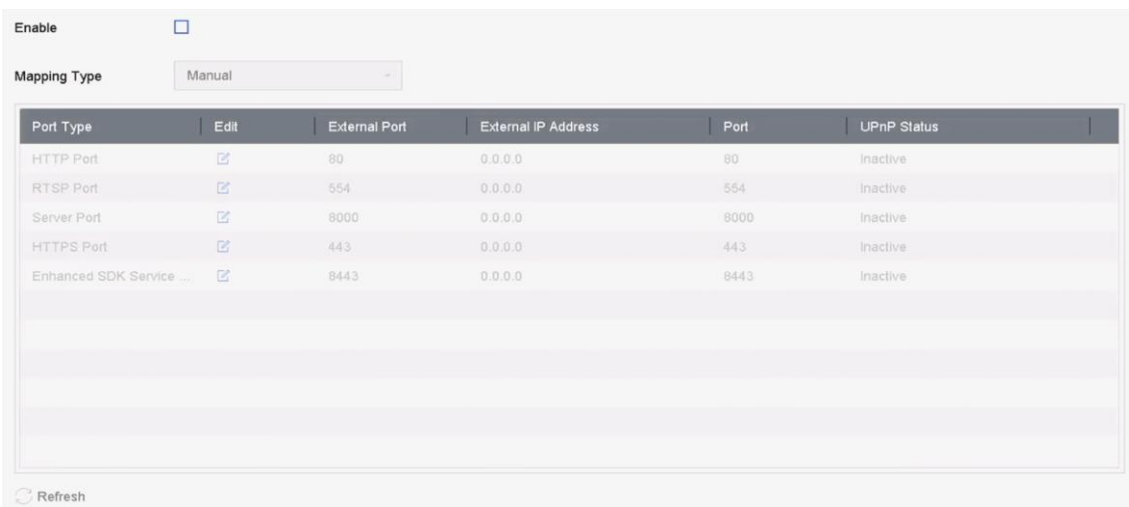 Enable
Mapping Type Manual
Port Type Edit External Port External IP Address Port UPnP Status
HTTP Port 80 0.0.0.0 80 Inactive
RTSP Port 554 0.0.0.0 554 Inactive
Server Port 8000 0.0.0.0 8000 Inactive
HTTPS Port 443 0.0.0.0 443 Inactive
Enhanced SDK Service ... 8443 0.0.0.0 8443 Inactive
Refresh